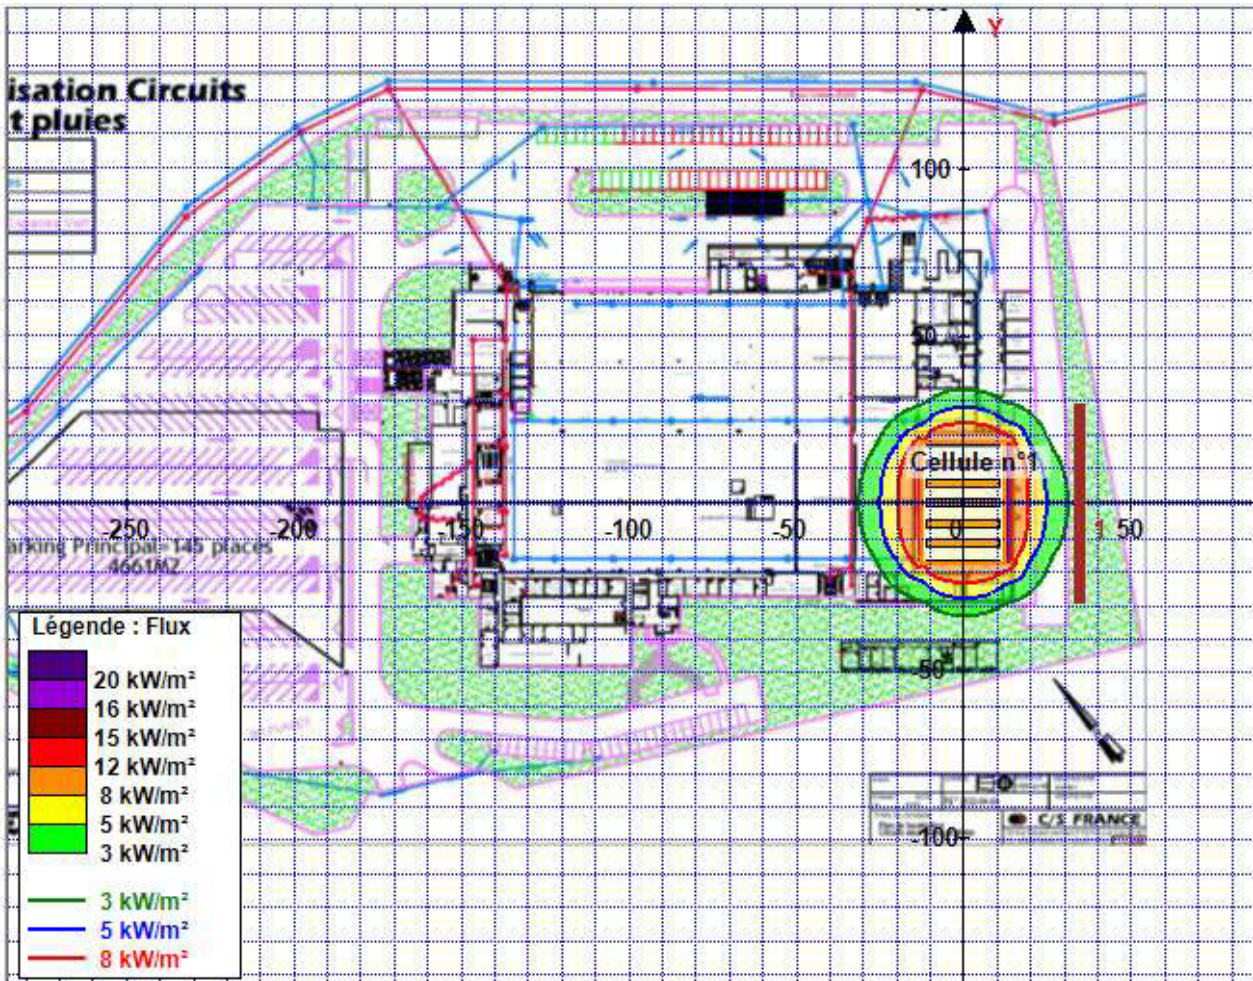 Y
isation Circuits
t pluies
100
50
Cellule n°1
-250
-200
-150
-100
-50
0
1
50
arking Principal=145 places
4661M2
-50
Légende : Flux
20 kW/m²
16 kW/m²
15 kW/m²
12 kW/m²
8 kW/m²
5 kW/m²
3 kW/m²
C/S FRANCE
-100
3 kW/m²
5 kW/m²
8 kW/m²